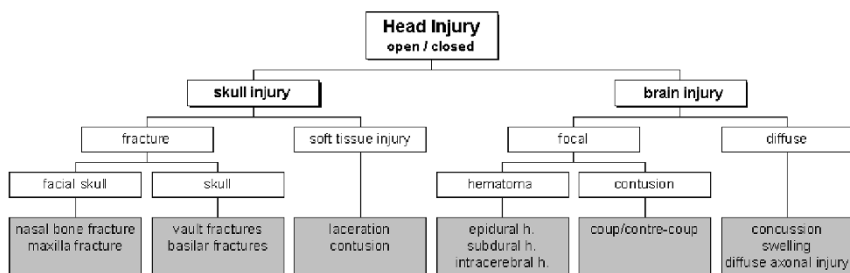 Head Injury
open / closed
skull injury
brain injury
fracture
soft tissue injury
focal
diffuse
facial skull
skull
hematoma
contusion
nasal bone fracture
maxilla fracture
vault fractures
basilar fractures
laceration
contusion
epidural h.
subdural h.
intracerebral h.
coup/contre-coup
concussion
swelling
diffuse axonal injury